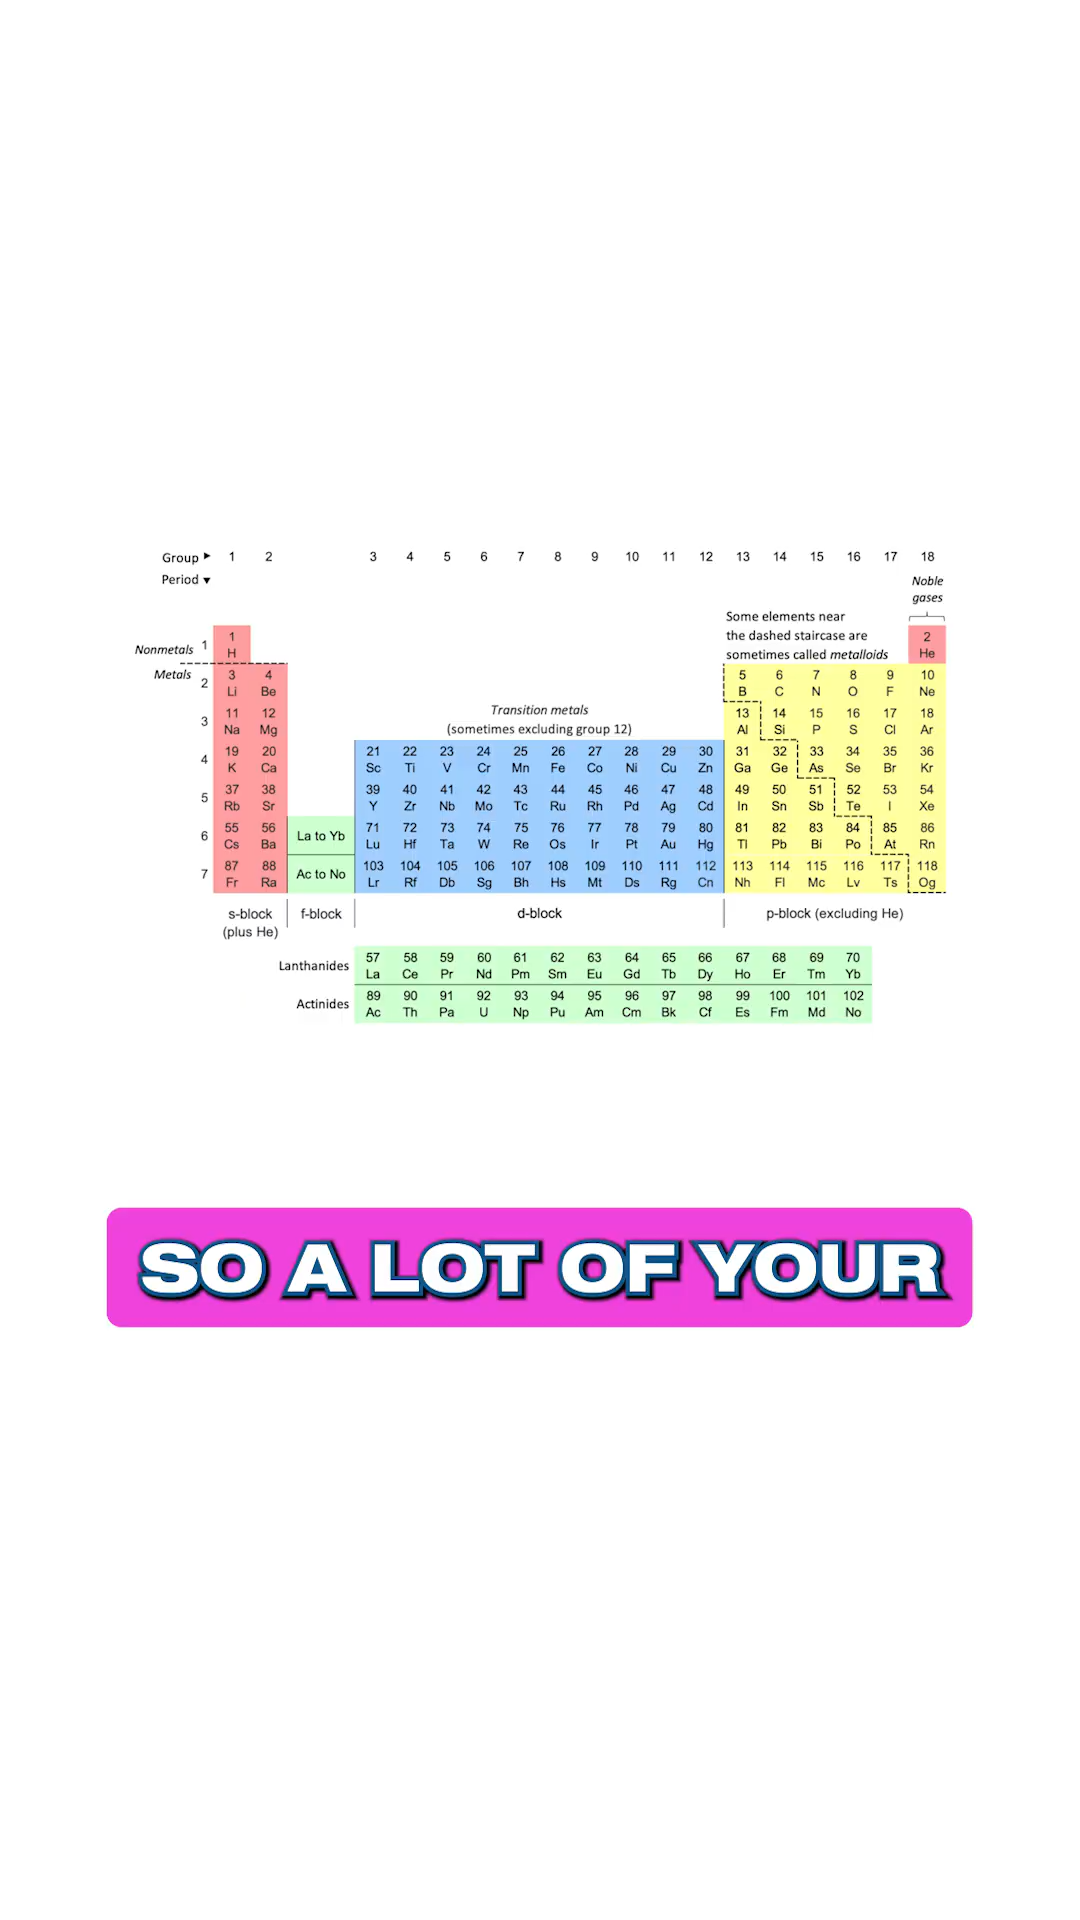 Group ▶ 1 2 3 4 5 6 7 8 9 10 11 12 13 14 15 16 17 18
Period ▼
Noble
gases
Some elements near
the dashed staircase are
sometimes called metalloids
Nonmetals
Metals
1
1 2
H He
2
3 4 5 6 7 8 9 10
Li Be B C N O F Ne
Transition metals
(sometimes excluding group 12)
3
11 12 13 14 15 16 17 18
Na Mg Al Si P S Cl Ar
4
19 20 21 22 23 24 25 26 27 28 29 30 31 32 33 34 35 36
K Ca Sc Ti V Cr Mn Fe Co Ni Cu Zn Ga Ge As Se Br Kr
5
37 38 39 40 41 42 43 44 45 46 47 48 49 50 51 52 53 54
Rb Sr Y Zr Nb Mo Tc Ru Rh Pd Ag Cd In Sn Sb Te I Xe
6
55 56 La to Yb 71 72 73 74 75 76 77 78 79 80 81 82 83 84 85 86
Cs Ba Lu Hf Ta W Re Os Ir Pt Au Hg Tl Pb Bi Po At Rn
7
87 88 Ac to No 103 104 105 106 107 108 109 110 111 112 113 114 115 116 117 118
Fr Ra Lr Rf Db Sg Bh Hs Mt Ds Rg Cn Nh Fl Mc Lv Ts Og
s-block f-block d-block p-block (excluding He)
(plus He)
Lanthanides
57 58 59 60 61 62 63 64 65 66 67 68 69 70
La Ce Pr Nd Pm Sm Eu Gd Tb Dy Ho Er Tm Yb
Actinides
89 90 91 92 93 94 95 96 97 98 99 100 101 102
Ac Th Pa U Np Pu Am Cm Bk Cf Es Fm Md No
SO A LOT OF YOUR